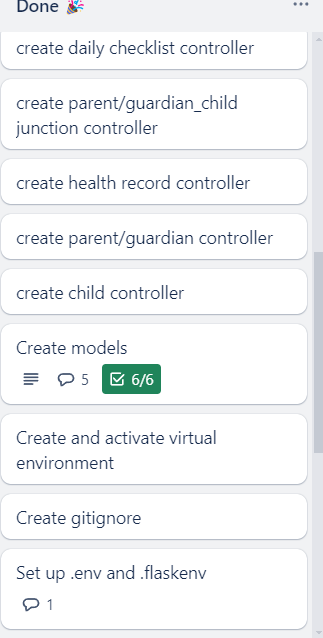 Done 🎉
create daily checklist controller
create parent/guardian_child
junction controller
create health record controller
create parent/guardian controller
create child controller
Create models
5 6/6
Create and activate virtual
environment
Create gitignore
Set up .env and .flaskenv
1